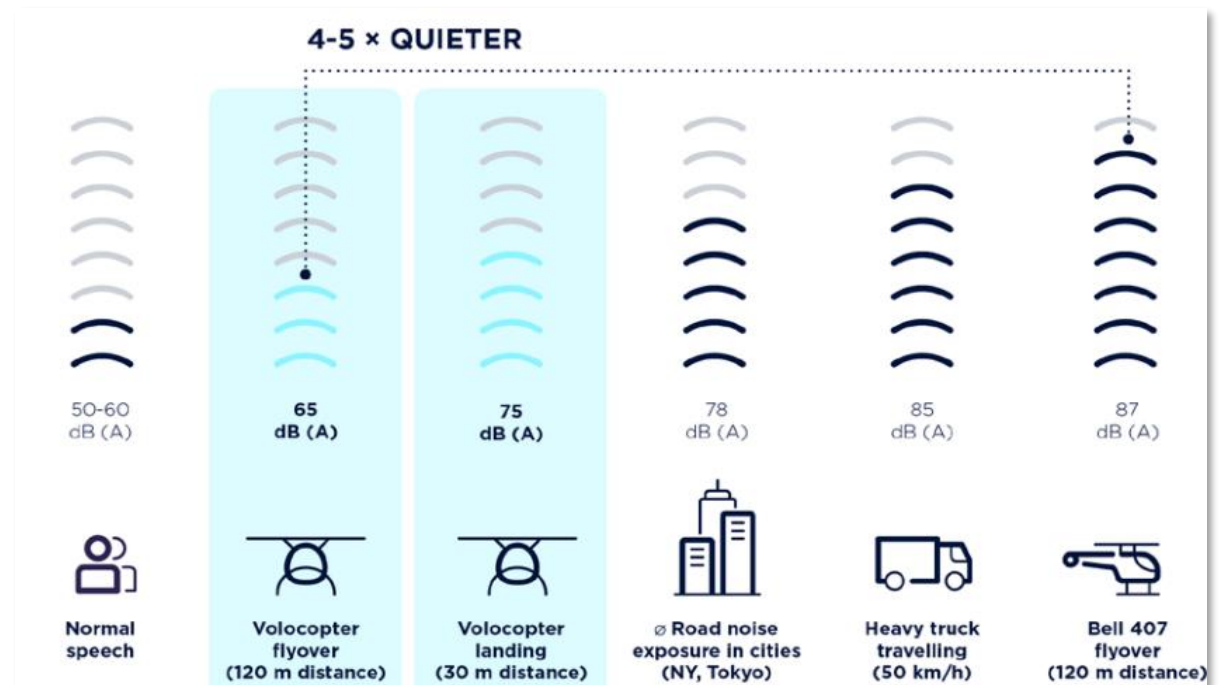 4-5 × QUIETER
50-60
dB (A)
65
dB (A)
75
dB (A)
78
dB (A)
85
dB (A)
87
dB (A)
Normal
speech
Volocopter
flyover
(120 m distance)
Volocopter
landing
(30 m distance)
⌀ Road noise
exposure in cities
(NY, Tokyo)
Heavy truck
travelling
(50 km/h)
Bell 407
flyover
(120 m distance)